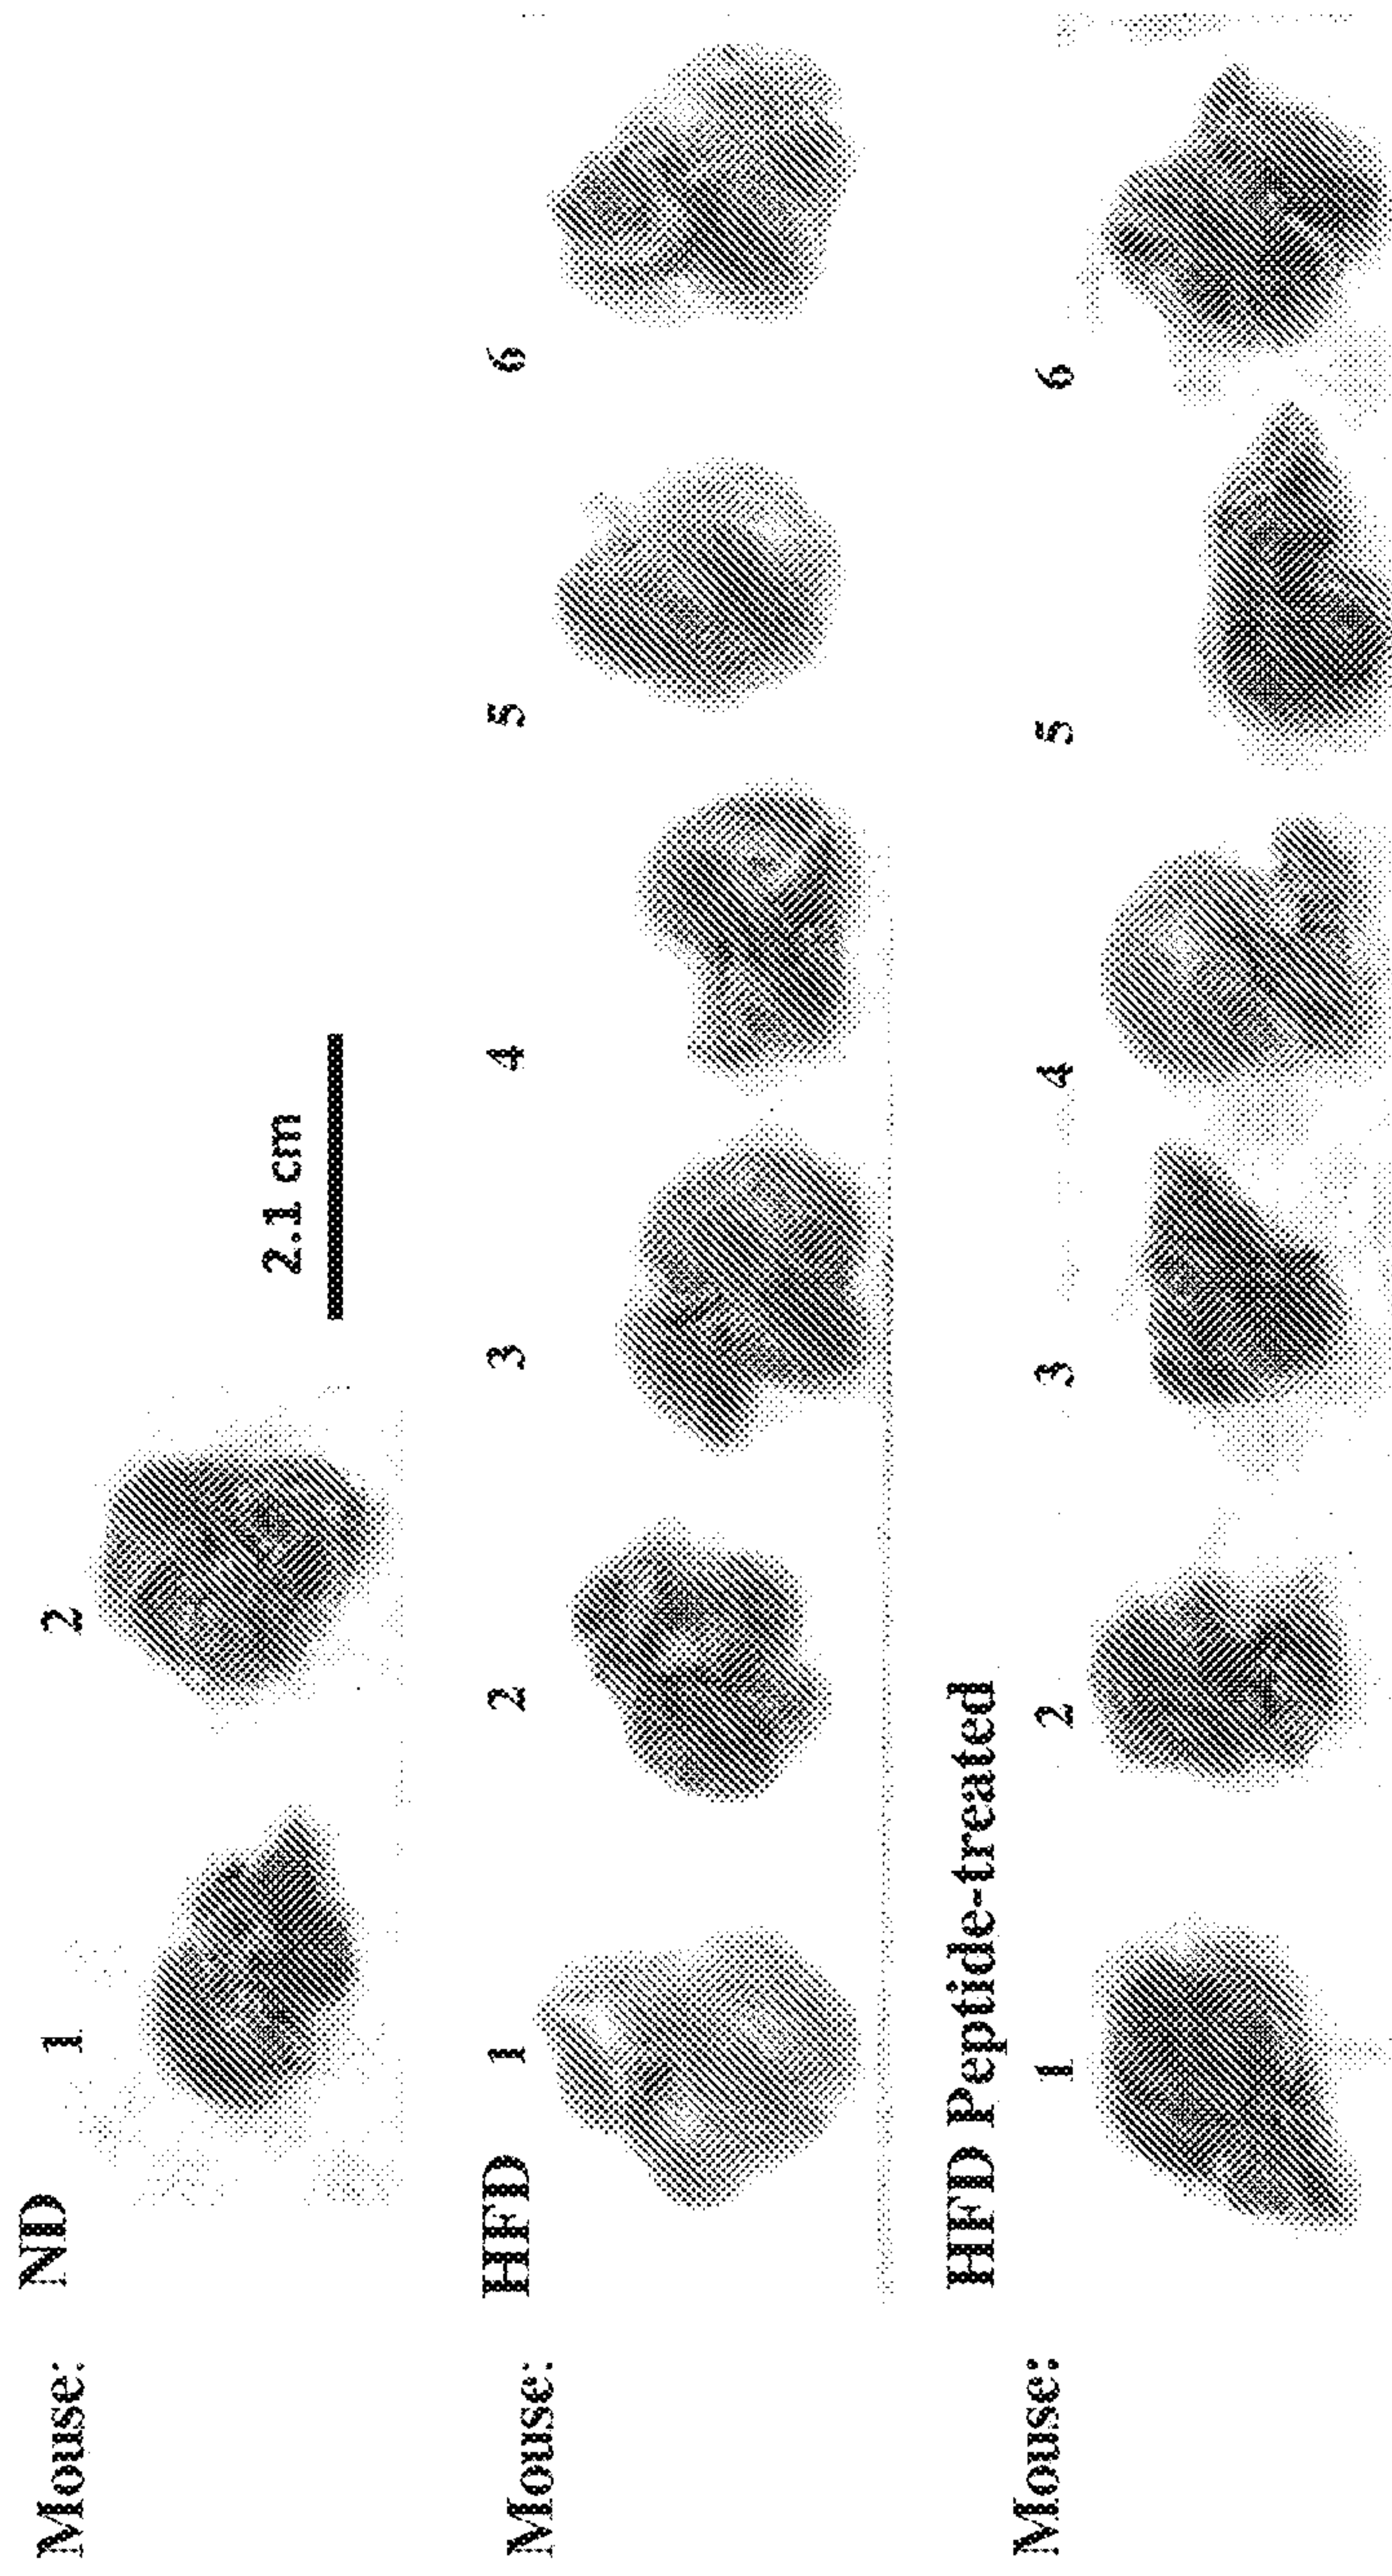 ND
Mouse: 1 2
2.1 cm
HFD
Mouse: 1 2 3 4 5 6
HFD Peptide-treated
Mouse: 1 2 3 4 5 6